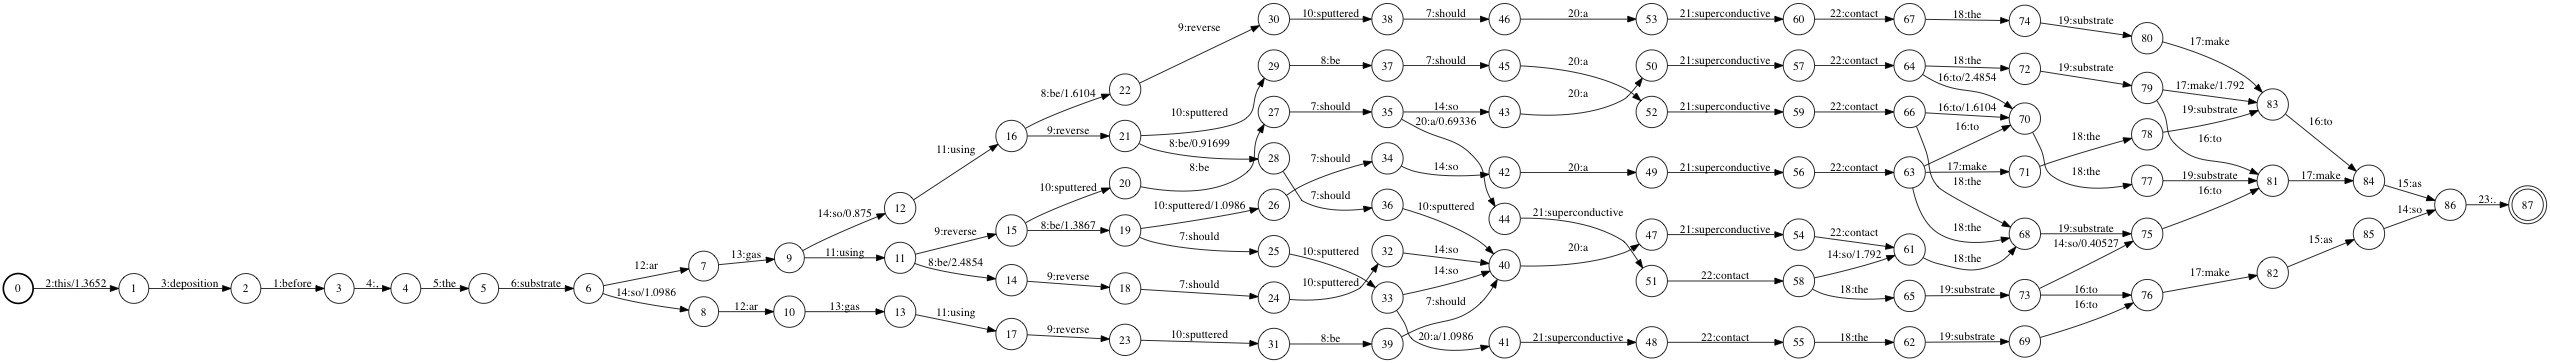 30 10:sputtered 38 7:should 46 20:a 53 21:superconductive 60 22:contact 67 18:the 74 19:substrate 80 17:make
9:reverse
29 8:be 37 7:should 45 20:a 50 21:superconductive 57 22:contact 64 18:the 72 19:substrate 79 17:make/1.792 83
16:to/2.4854
8:be/1.6104 22 10:sputtered 27 7:should 35 14:so 43 20:a 52 21:superconductive 59 22:contact 66 16:to/1.6104 70 19:substrate
20:a/0.69336 16:to 16:to
11:using 16 9:reverse 21 8:be/0.91699 28 18:the 78 16:to
8:be 7:should 34 14:so 42 20:a 49 21:superconductive 56 22:contact 63 17:make 71 18:the 77 19:substrate 81 17:make 84 15:as
10:sputtered 20 18:the 16:to
14:so/0.875 12 10:sputtered/1.0986 26 7:should 36 10:sputtered 44 21:superconductive 14:so 86 23:. 87
9:reverse 15 8:be/1.3867 19 7:should 25 10:sputtered 32 14:so 47 21:superconductive 54 22:contact 61 18:the 68 19:substrate 75 85
14:so/1.792 14:so/0.40527
12:ar 7 13:gas 9 11:using 11 8:be/2.4854 14 9:reverse 18 7:should 24 10:sputtered 33 14:so 40 20:a 51 22:contact 58 18:the 15:as
0 2:this/1.3652 1 3:deposition 2 1:before 3 4:, 4 5:the 5 6:substrate 6 18:the 65 19:substrate 73 16:to 76 17:make 82
14:so/1.0986 8 12:ar 10 13:gas 13 11:using 17 7:should 16:to
9:reverse 23 10:sputtered 31 8:be 39 20:a/1.0986 41 21:superconductive 48 22:contact 55 18:the 62 19:substrate 69